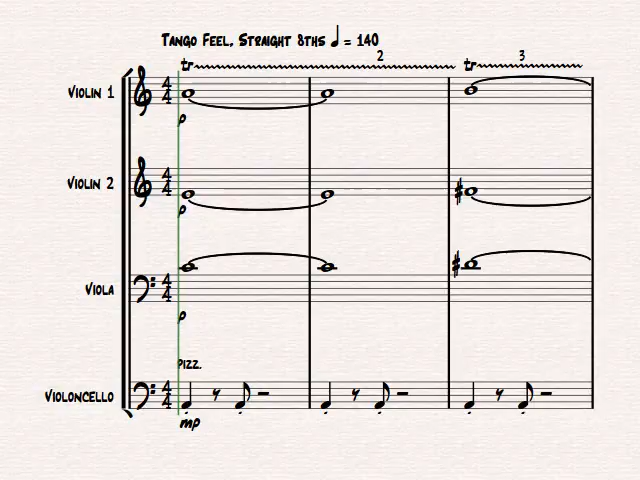 Tango Feel, Straight 8ths ♩ = 140
tr 2 tr 3
Violin 1
p
Violin 2
p
Viola
p
pizz.
Violoncello
mp